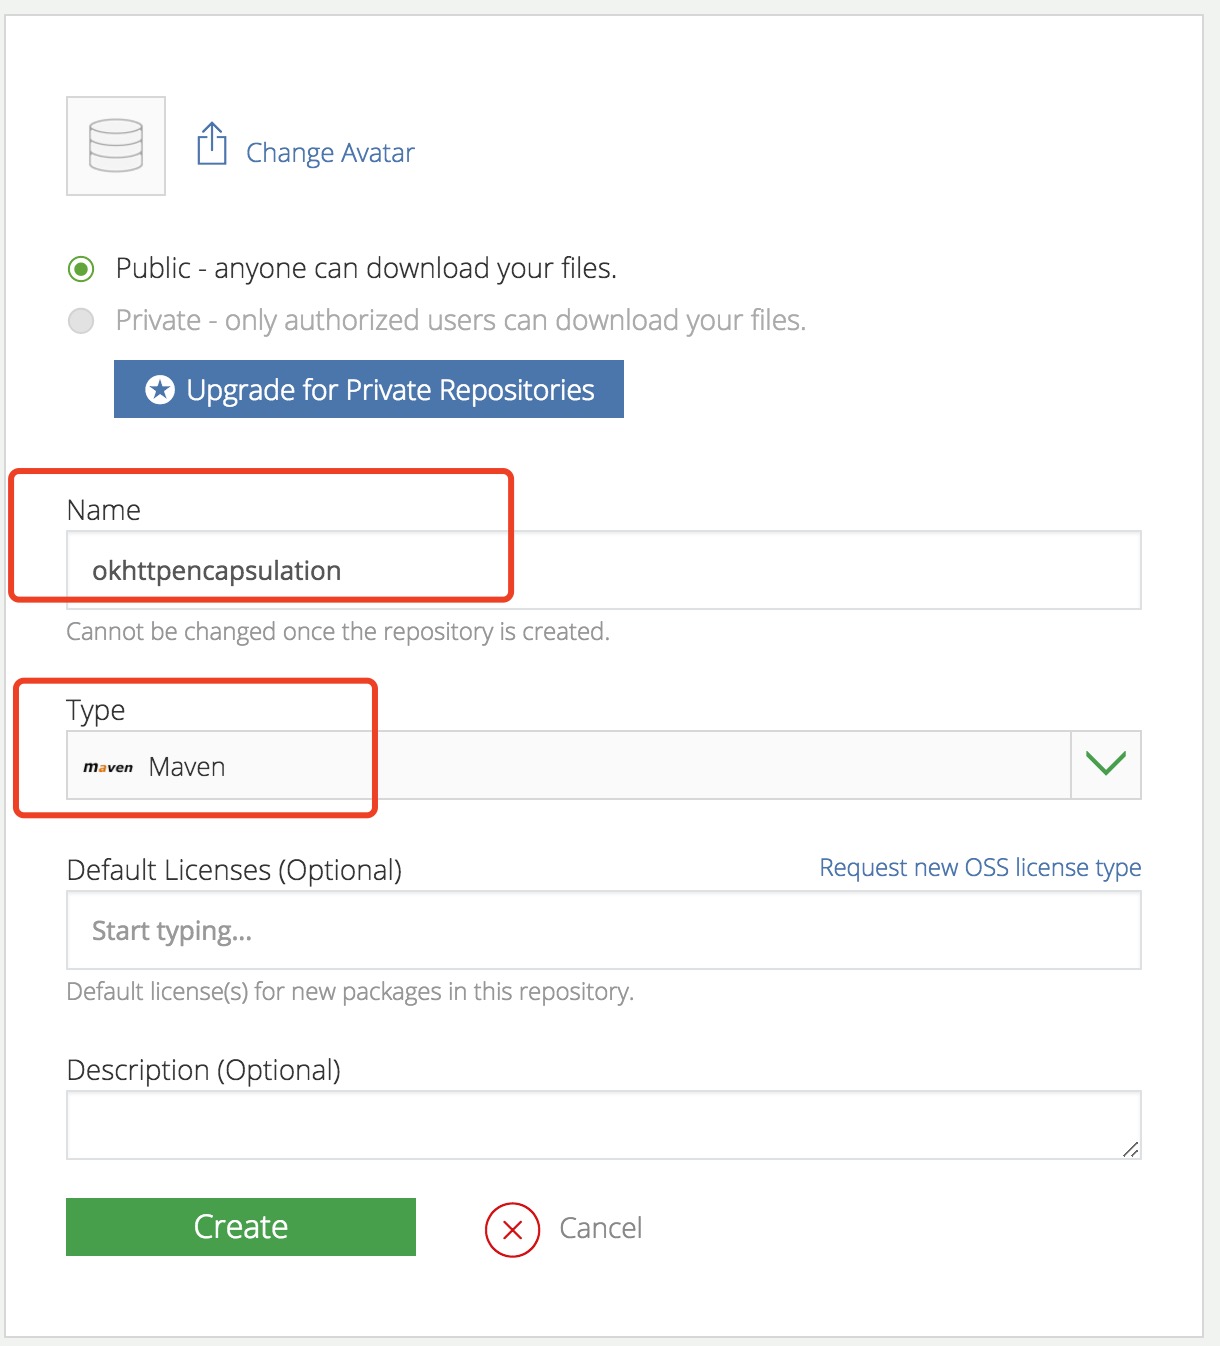 Change Avatar
Public - anyone can download your files.
Private - only authorized users can download your files.
Upgrade for Private Repositories
Name
okhttpencapsulation
Cannot be changed once the repository is created.
Type
maven Maven
Default Licenses (Optional) Request new OSS license type
Start typing...
Default license(s) for new packages in this repository.
Description (Optional)
Create Cancel